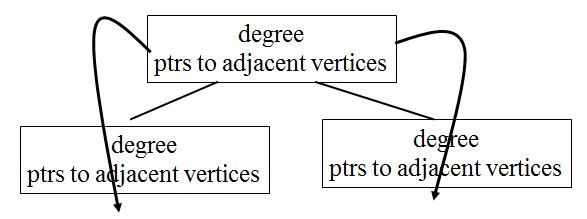 degree
ptrs to adjacent vertices
degree
ptrs to adjacent vertices
degree
ptrs to adjacent vertices